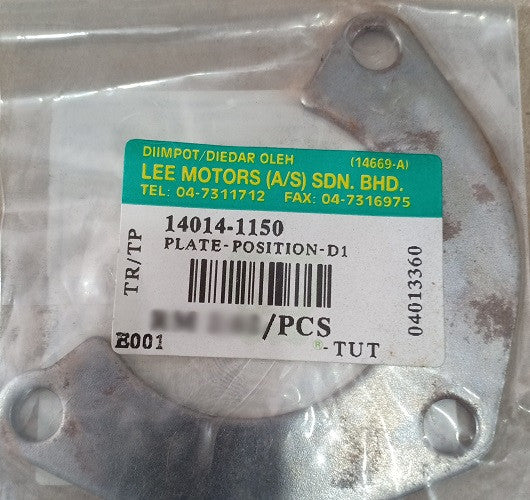 DIIMPOT/DIEDAR OLEH (14669-A)
LEE MOTORS (A/S) SDN. BHD.
TEL: 04-7311712 FAX: 04-7316975
TR/TP
14014-1150
PLATE-POSITION-D1
/PCS
®-TUT
E001
04013360